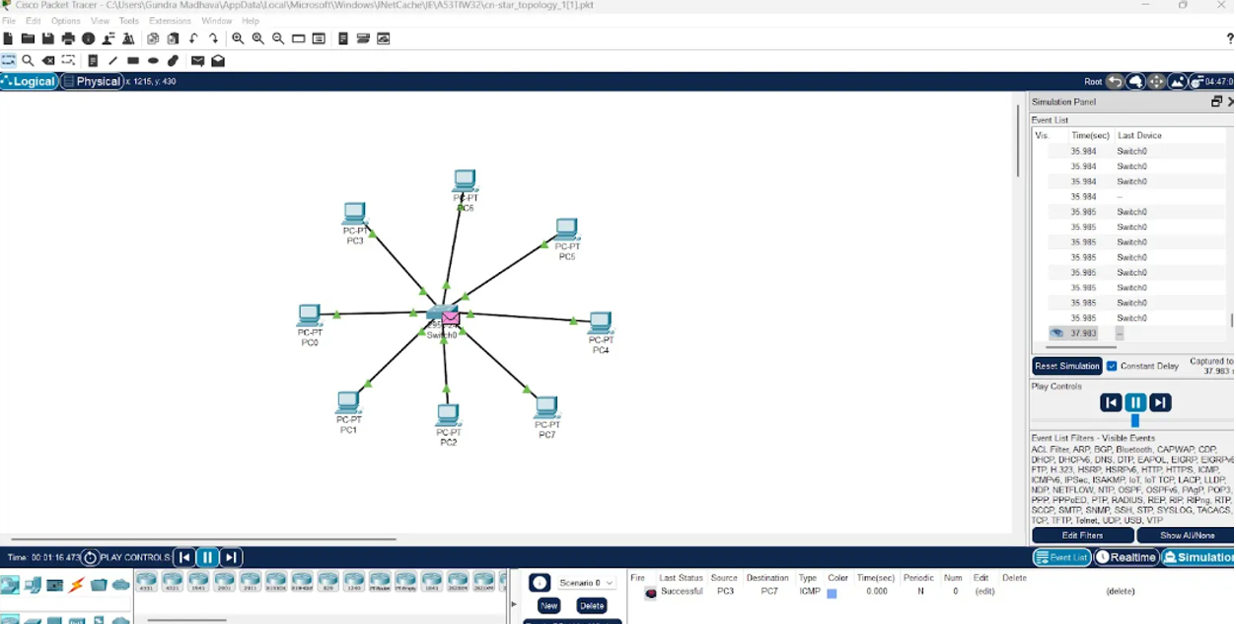 Cisco Packet Tracer - C:\Users\Gundra Madhava\AppData\Local\Microsoft\Windows\INetCache\IE\A53TIW32\cn-star_topology_1[1].pkt
File Edit Options View Tools Extensions Window Help
?
Logical Physical x: 1215, y: 430 Root 04:47:0
Simulation Panel
Event List
Vis. Time(sec) Last Device
35.984 Switch0
35.984 Switch0
35.984 Switch0
35.984 --
35.985 Switch0
35.985 Switch0
35.985 Switch0
35.985 Switch0
35.985 Switch0
35.985 Switch0
35.985 Switch0
35.985 Switch0
37.983 --
PC-PT
PC6
PC-PT
PC3
PC-PT
PC5
PC-PT
PC0
Switch0
PC-PT
PC4
PC-PT
PC1
PC-PT
PC2
PC-PT
PC7
Reset Simulation Constant Delay Captured to
37.983 s
Play Controls
Event List Filters - Visible Events
ACL Filter, ARP, BGP, Bluetooth, CAPWAP, CDP,
DHCP, DHCPv6, DNS, DTP, EAPOL, EIGRP, EIGRPv6
FTP, H.323, HSRP, HSRPv6, HTTP, HTTPS, ICMP,
ICMPv6, IPSec, ISAKMP, IoT, IoT TCP, LACP, LLDP,
NDP, NETFLOW, NTP, OSPF, OSPFv6, PAgP, POP3,
PPP, PPPoED, PTP, RADIUS, REP, RIP, RIPng, RTP,
SCCP, SMTP, SNMP, SSH, STP, SYSLOG, TACACS,
TCP, TFTP, Telnet, UDP, USB, VTP
Edit Filters Show All/None
Time: 00:01:16.473 PLAY CONTROLS: Event List Realtime Simulation
4331 4321 1941 2901 2911 829 1240 1841
Scenario 0
New Delete
Fire Last Status Source Destination Type Color Time(sec) Periodic Num Edit Delete
Successful PC3 PC7 ICMP 0.000 N 0 (edit) (delete)